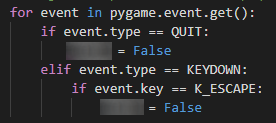 for event in pygame.event.get():
if event.type == QUIT:
= False
elif event.type == KEYDOWN:
if event.key == K_ESCAPE:
= False